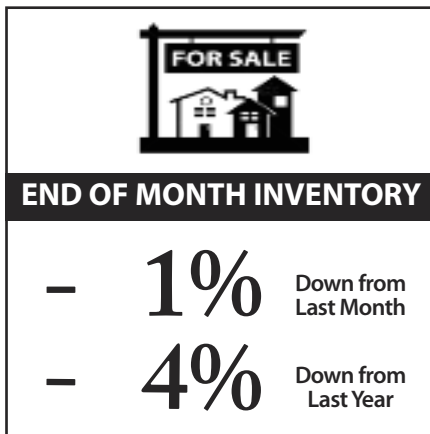 FOR SALE
END OF MONTH INVENTORY
- 1% Down from
Last Month
- 4% Down from
Last Year